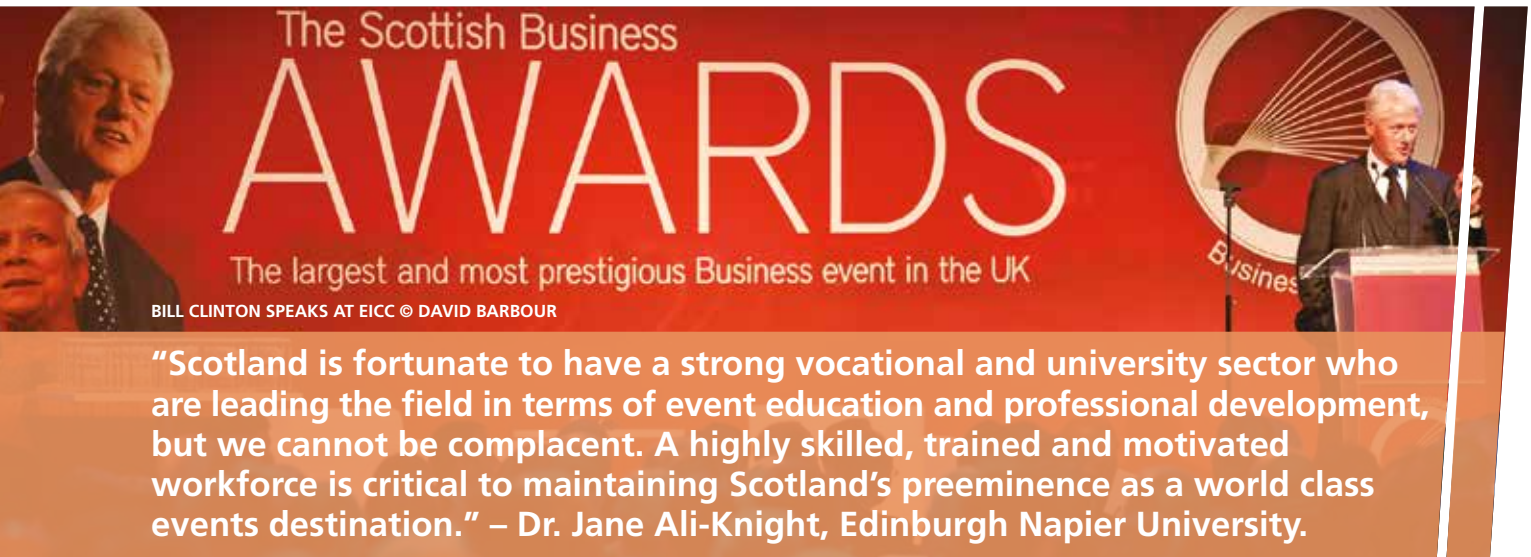 The Scottish Business
AWARDS
The largest and most prestigious Business event in the UK
Business
BILL CLINTON SPEAKS AT EICC © DAVID BARBOUR
“Scotland is fortunate to have a strong vocational and university sector who
are leading the field in terms of event education and professional development,
but we cannot be complacent. A highly skilled, trained and motivated
workforce is critical to maintaining Scotland’s preeminence as a world class
events destination.” – Dr. Jane Ali-Knight, Edinburgh Napier University.